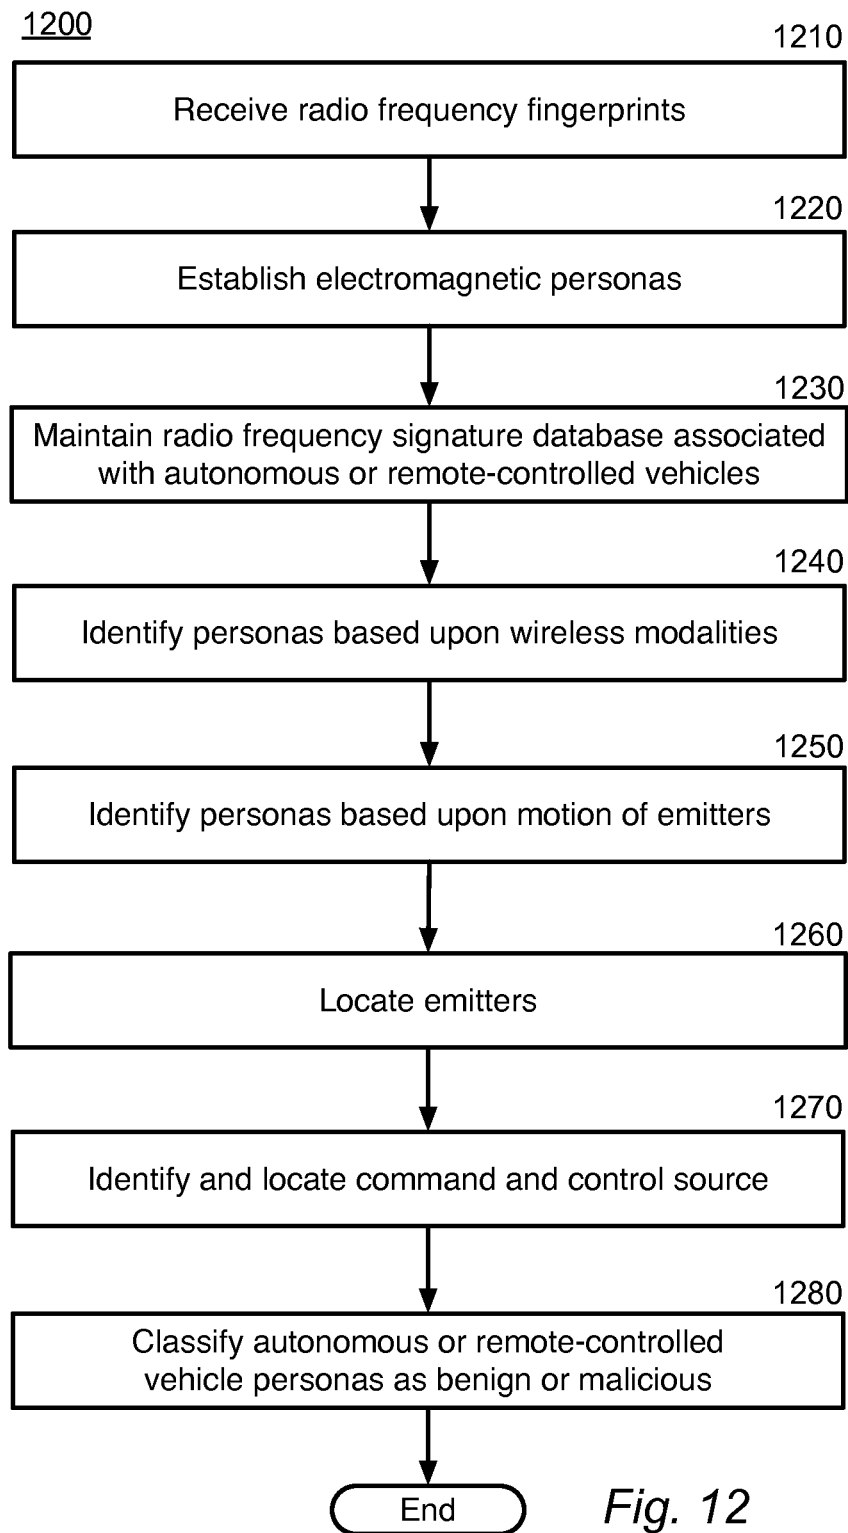 1200
1210
Receive radio frequency fingerprints
1220
Establish electromagnetic personas
1230
Maintain radio frequency signature database associated
with autonomous or remote-controlled vehicles
1240
Identify personas based upon wireless modalities
1250
Identify personas based upon motion of emitters
1260
Locate emitters
1270
Identify and locate command and control source
1280
Classify autonomous or remote-controlled
vehicle personas as benign or malicious
End
Fig. 12